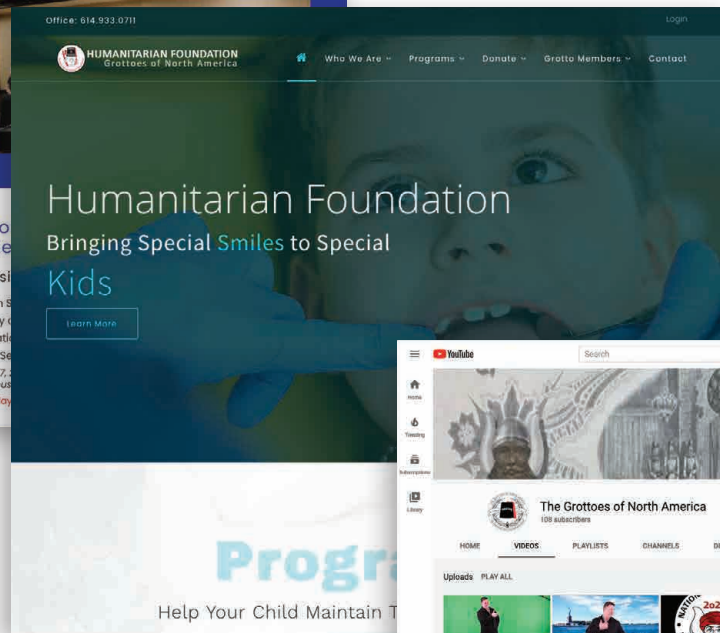 Office: 614.933.0711
Login
HUMANITARIAN FOUNDATION
Grottoes of North America
Who We Are
Programs
Donate
Grotto Members
Contact
Humanitarian Foundation
Bringing Special Smiles to Special
Kids
Learn More
YouTube
Search
Home
Trending
Subscriptions
Library
The Grottoes of North America
108 subscribers
HOME VIDEOS PLAYLISTS CHANNELS
Uploads PLAY ALL
Help Your Child Maintain